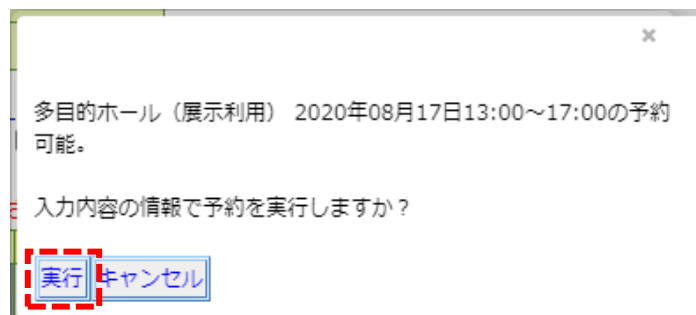 ×
多目的ホール（展示利用） 2020年08月17日13:00～17:00の予約
可能。
入力内容の情報で予約を実行しますか？
実行 キャンセル